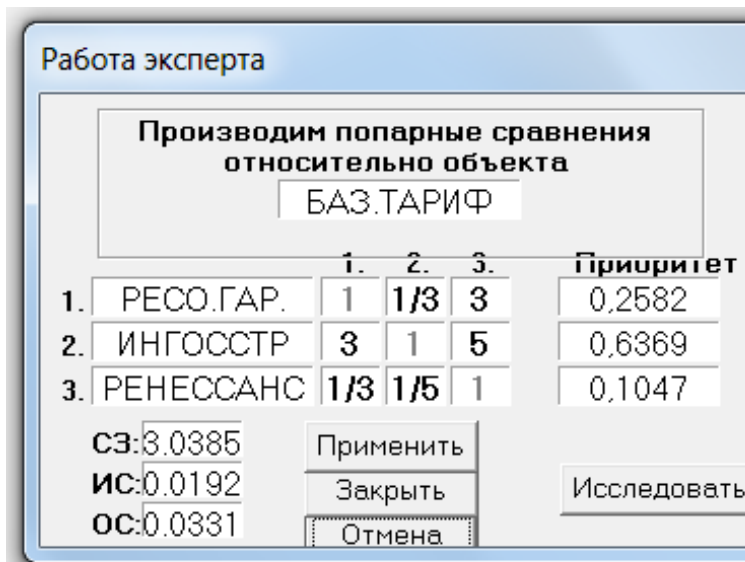 Работа эксперта
Производим попарные сравнения
относительно объекта
БАЗ.ТАРИФ
1. 2. 3. Приоритет
1. РЕСО.ГАР. 1 1/3 3 0,2582
2. ИНГОССТР 3 1 5 0,6369
3. РЕНЕССАНС 1/3 1/5 1 0,1047
СЗ: 3.0385 Применить
ИС: 0.0192 Закрыть Исследовать
ОС: 0.0331 Отмена